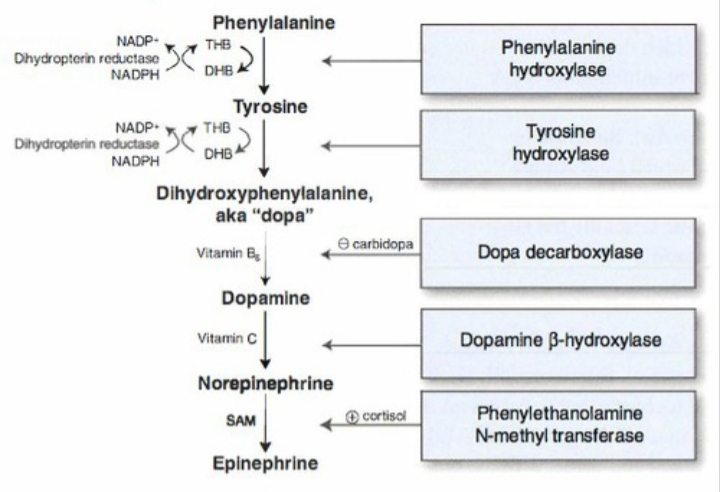 Phenylalanine
NADP+
Dihydropterin reductase
NADPH
THB
DHB
Phenylalanine
hydroxylase
Tyrosine
NADP+
Dihydropterin reductase
NADPH
THB
DHB
Tyrosine
hydroxylase
Dihydroxyphenylalanine,
aka “dopa”
Vitamin B₆
⊖ carbidopa
Dopa decarboxylase
Dopamine
Vitamin C
Dopamine β-hydroxylase
Norepinephrine
SAM
⊕ cortisol
Phenylethanolamine
N-methyl transferase
Epinephrine